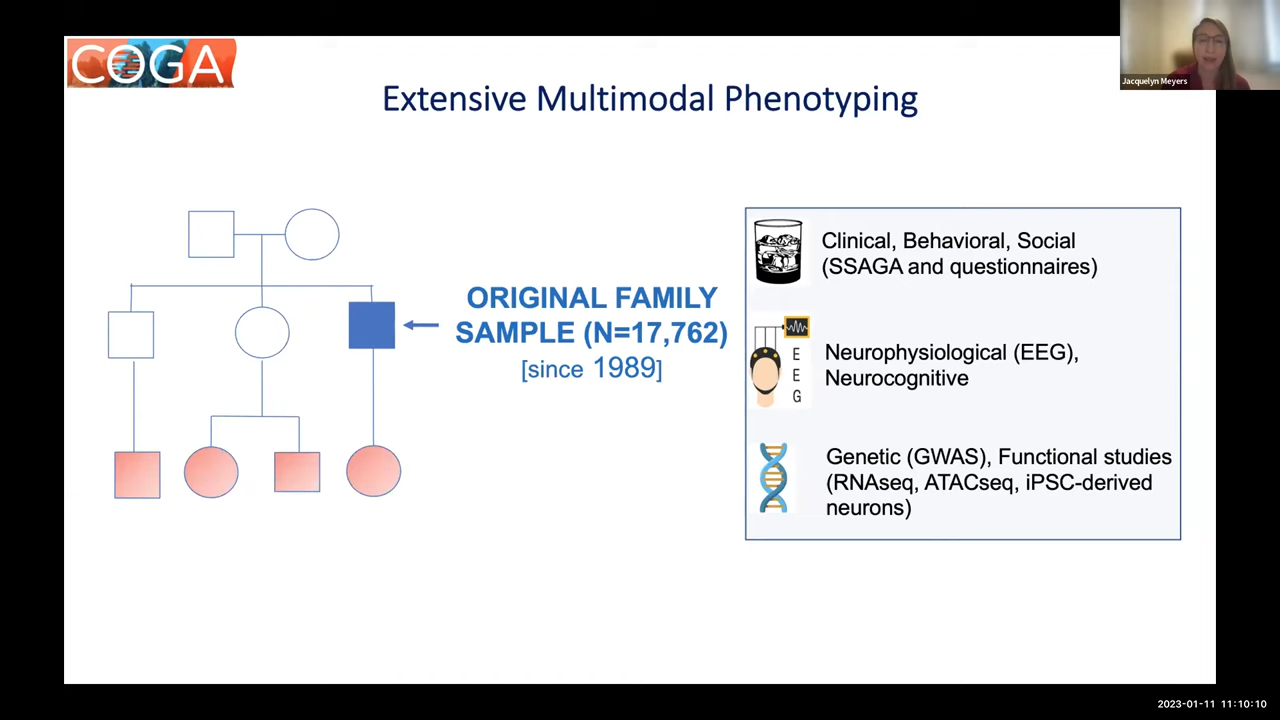 COGA
Jacquelyn Meyers
Extensive Multimodal Phenotyping
ORIGINAL FAMILY
SAMPLE (N=17,762)
[since 1989]
Clinical, Behavioral, Social
(SSAGA and questionnaires)
E
E
G
Neurophysiological (EEG),
Neurocognitive
Genetic (GWAS), Functional studies
(RNAseq, ATACseq, iPSC-derived
neurons)
2023-01-11 11:10:10